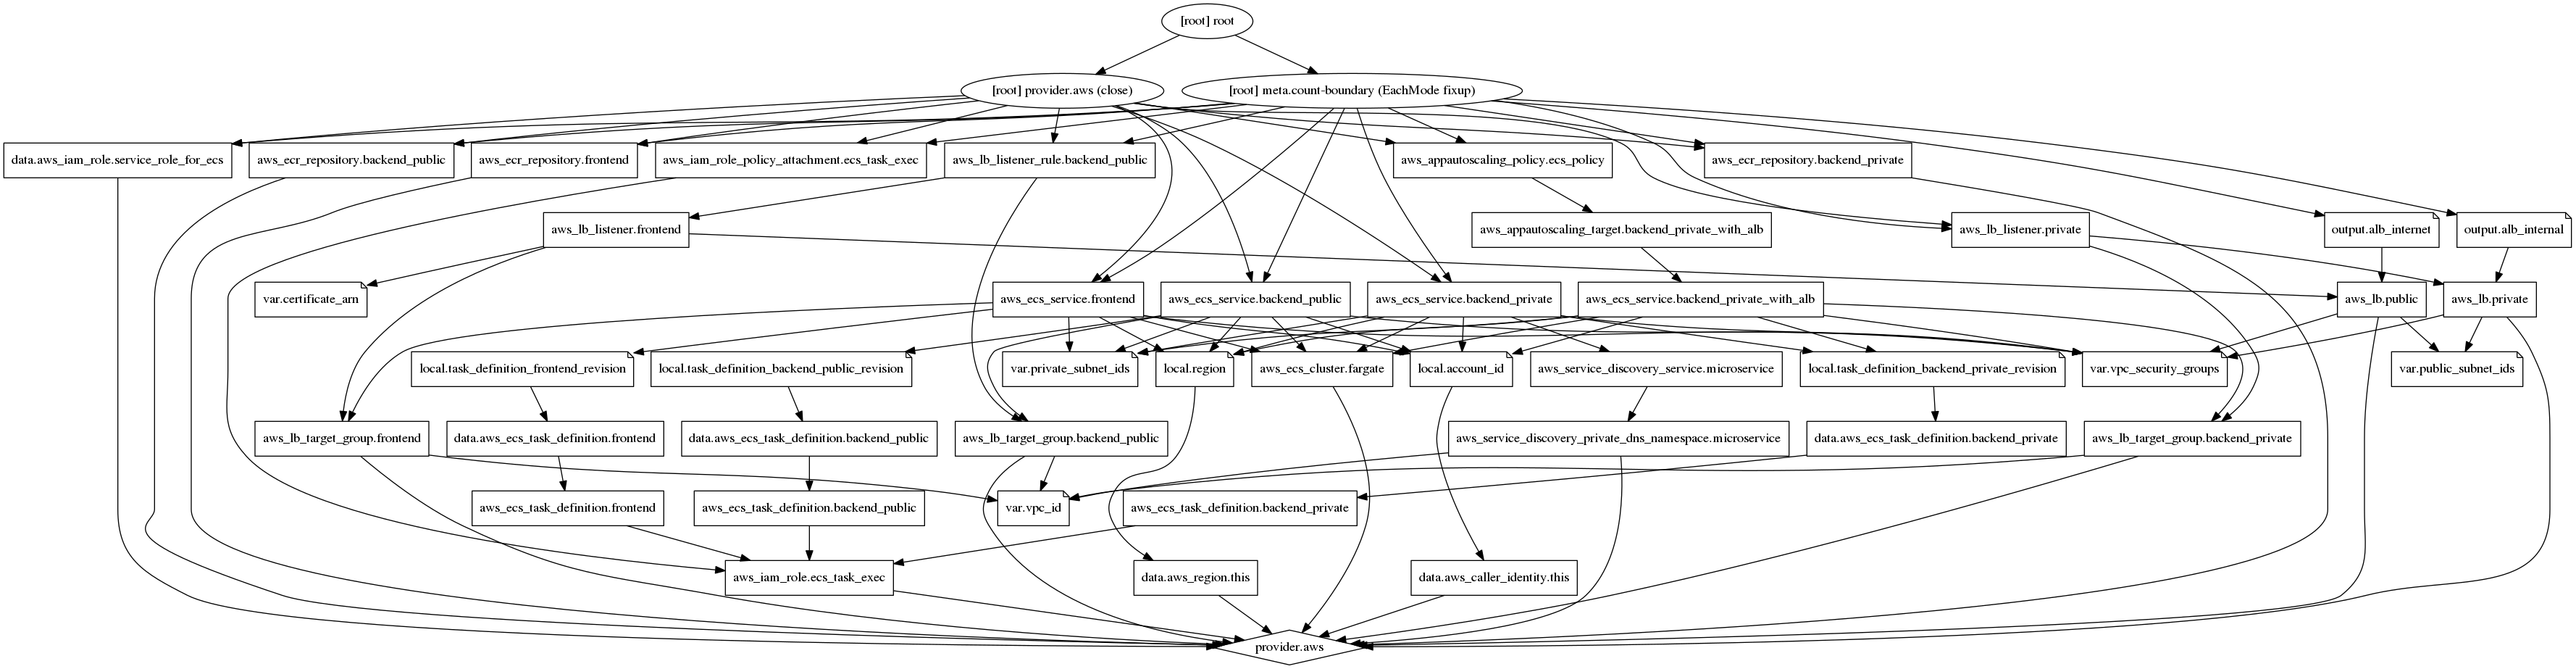 [root] root
[root] provider.aws (close)
[root] meta.count-boundary (EachMode fixup)
data.aws_iam_role.service_role_for_ecs
aws_ecr_repository.backend_public
aws_ecr_repository.frontend
aws_iam_role_policy_attachment.ecs_task_exec
aws_lb_listener_rule.backend_public
aws_appautoscaling_policy.ecs_policy
aws_ecr_repository.backend_private
aws_lb_listener.frontend
aws_appautoscaling_target.backend_private_with_alb
aws_lb_listener.private
output.alb_internet
output.alb_internal
var.certificate_arn
aws_ecs_service.frontend
aws_ecs_service.backend_public
aws_ecs_service.backend_private
aws_ecs_service.backend_private_with_alb
aws_lb.public
aws_lb.private
local.task_definition_frontend_revision
local.task_definition_backend_public_revision
var.private_subnet_ids
local.region
aws_ecs_cluster.fargate
local.account_id
aws_service_discovery_service.microservice
local.task_definition_backend_private_revision
var.vpc_security_groups
var.public_subnet_ids
aws_lb_target_group.frontend
data.aws_ecs_task_definition.frontend
data.aws_ecs_task_definition.backend_public
aws_lb_target_group.backend_public
aws_service_discovery_private_dns_namespace.microservice
data.aws_ecs_task_definition.backend_private
aws_lb_target_group.backend_private
aws_ecs_task_definition.frontend
aws_ecs_task_definition.backend_public
var.vpc_id
aws_ecs_task_definition.backend_private
aws_iam_role.ecs_task_exec
data.aws_region.this
data.aws_caller_identity.this
provider.aws